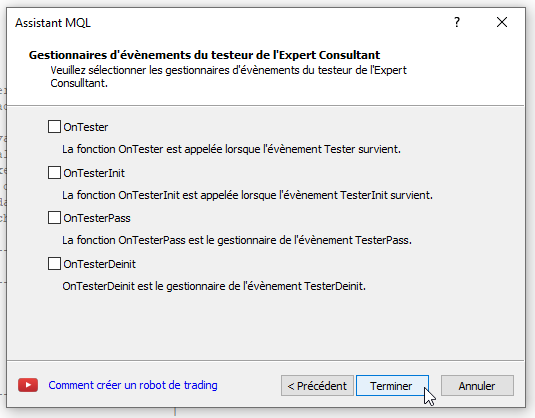 Assistant MQL
Gestionnaires d'évènements du testeur de l'Expert Consultant
Veuillez sélectionner les gestionnaires d'évènements du testeur de l'Expert
Consulltant.
OnTester
La fonction OnTester est appelée lorsque l'évènement Tester survient.
OnTesterInit
La fonction OnTesterInit est appelée lorsque l'évènement TesterInit survient.
OnTesterPass
La fonction OnTesterPass est le gestionnaire de l'évènement TesterPass.
OnTesterDeinit
OnTesterDeinit est le gestionnaire de l'évènement TesterDeinit.
Comment créer un robot de trading
< Précédent
Terminer
Annuler